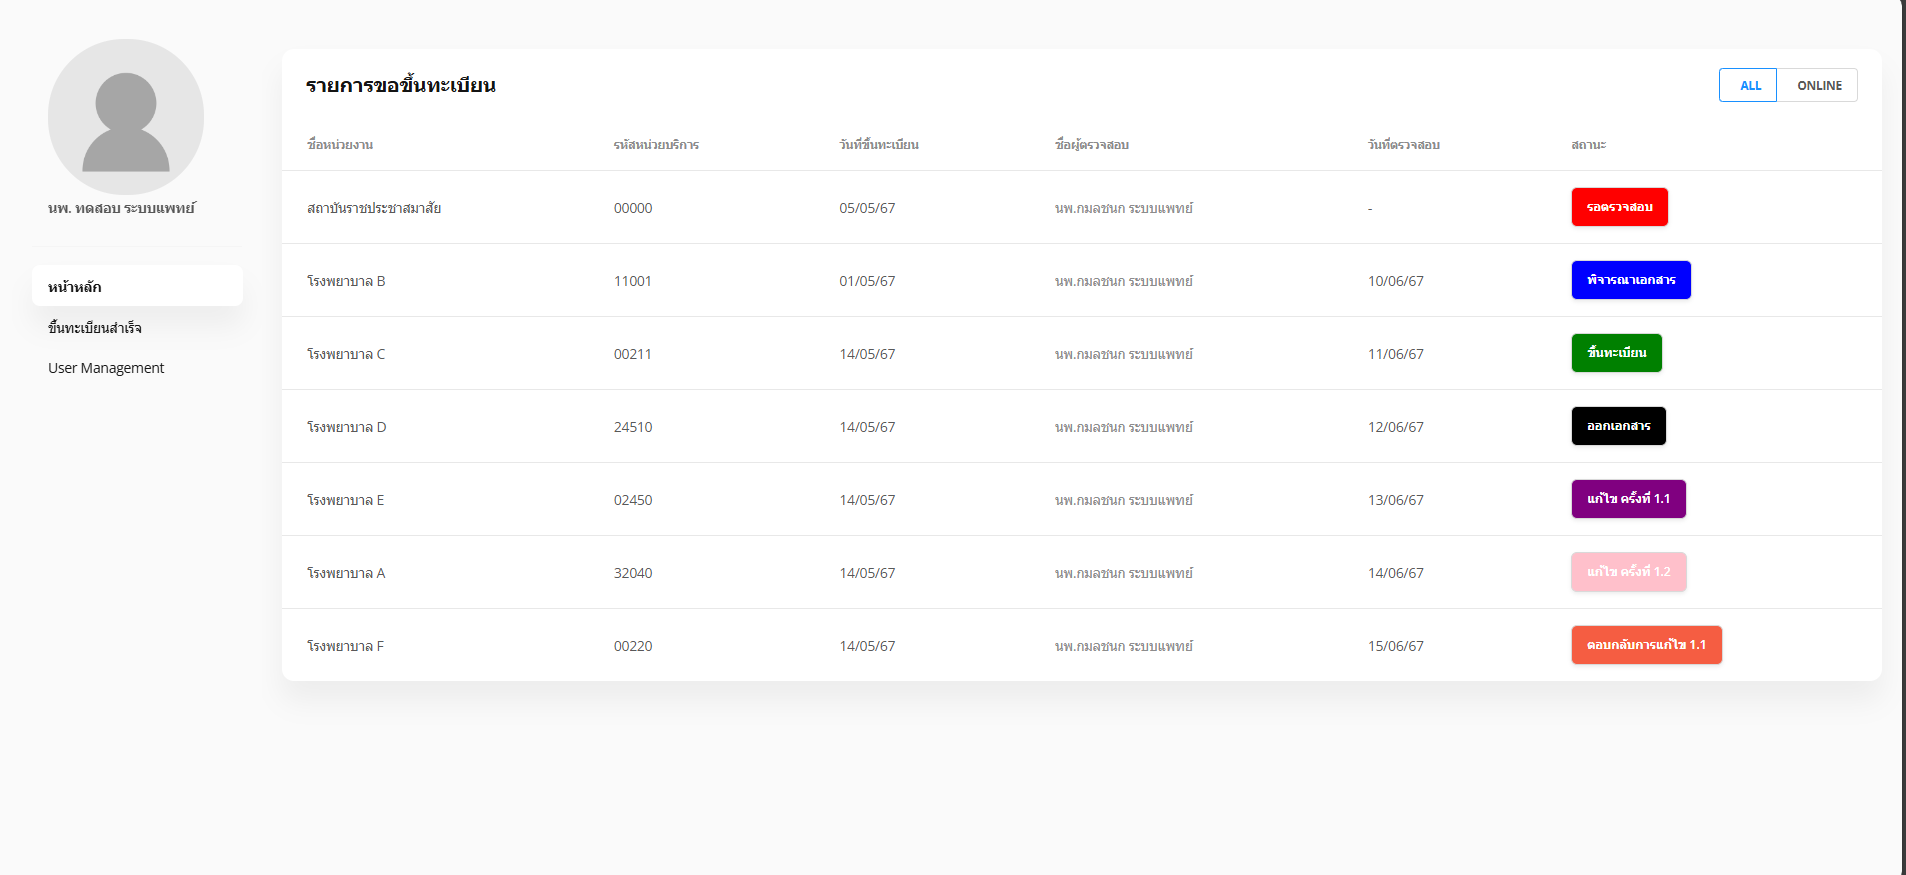 นพ. ทดสอบ ระบบแพทย์
หน้าหลัก
ขึ้นทะเบียนสำเร็จ
User Management
รายการขอขึ้นทะเบียน
ALL ONLINE
ชื่อหน่วยงาน รหัสหน่วยบริการ วันที่ขึ้นทะเบียน ชื่อผู้ตรวจสอบ วันที่ตรวจสอบ สถานะ
สถาบันราชประชาสมาสัย 00000 05/05/67 นพ.กมลชนก ระบบแพทย์ - รอตรวจสอบ
โรงพยาบาล B 11001 01/05/67 นพ.กมลชนก ระบบแพทย์ 10/06/67 พิจารณาเอกสาร
โรงพยาบาล C 00211 14/05/67 นพ.กมลชนก ระบบแพทย์ 11/06/67 ขึ้นทะเบียน
โรงพยาบาล D 24510 14/05/67 นพ.กมลชนก ระบบแพทย์ 12/06/67 ออกเอกสาร
โรงพยาบาล E 02450 14/05/67 นพ.กมลชนก ระบบแพทย์ 13/06/67 แก้ไข ครั้งที่ 1.1
โรงพยาบาล A 32040 14/05/67 นพ.กมลชนก ระบบแพทย์ 14/06/67 แก้ไข ครั้งที่ 1.2
โรงพยาบาล F 00220 14/05/67 นพ.กมลชนก ระบบแพทย์ 15/06/67 ตอบกลับการแก้ไข 1.1